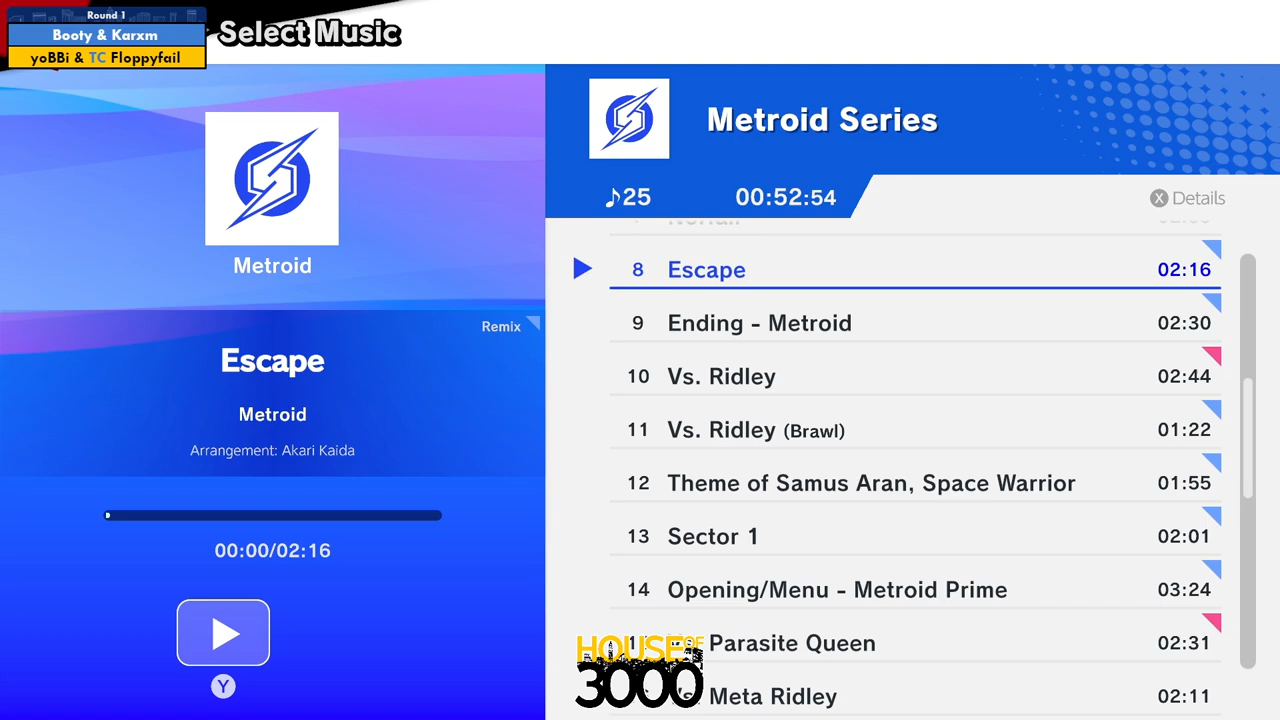 Round 1
Booty & Karxm
yoBBi & TC Floppyfail
Select Music
Metroid
Remix
Escape
Metroid
Arrangement: Akari Kaida
00:00/02:16
Y
Metroid Series
♪25 00:52:54
X Details
Norfair
8 Escape 02:16
9 Ending - Metroid 02:30
10 Vs. Ridley 02:44
11 Vs. Ridley (Brawl) 01:22
12 Theme of Samus Aran, Space Warrior 01:55
13 Sector 1 02:01
14 Opening/Menu - Metroid Prime 03:24
Parasite Queen 02:31
Meta Ridley 02:11
HOUSE OF
3000